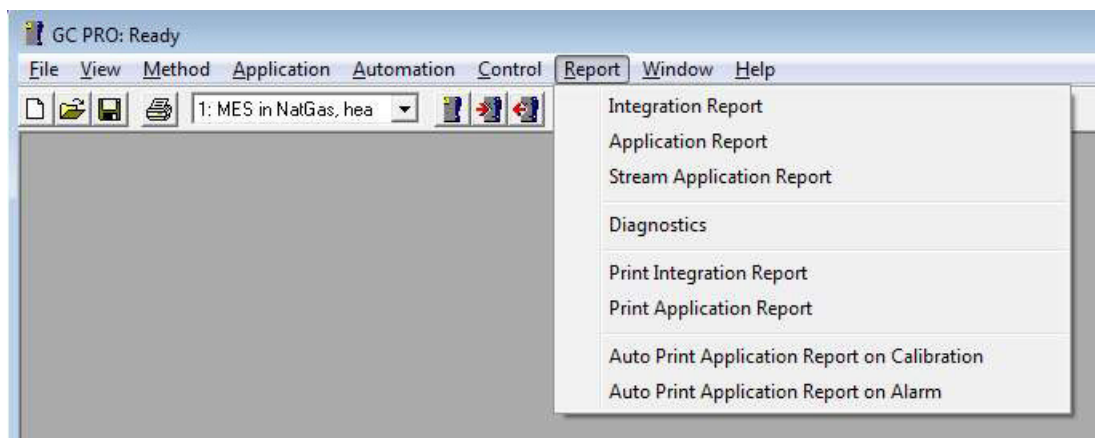 GC PRO: Ready
File View Method Application Automation Control Report Window Help
1: MES in NatGas, hea
Integration Report
Application Report
Stream Application Report
Diagnostics
Print Integration Report
Print Application Report
Auto Print Application Report on Calibration
Auto Print Application Report on Alarm